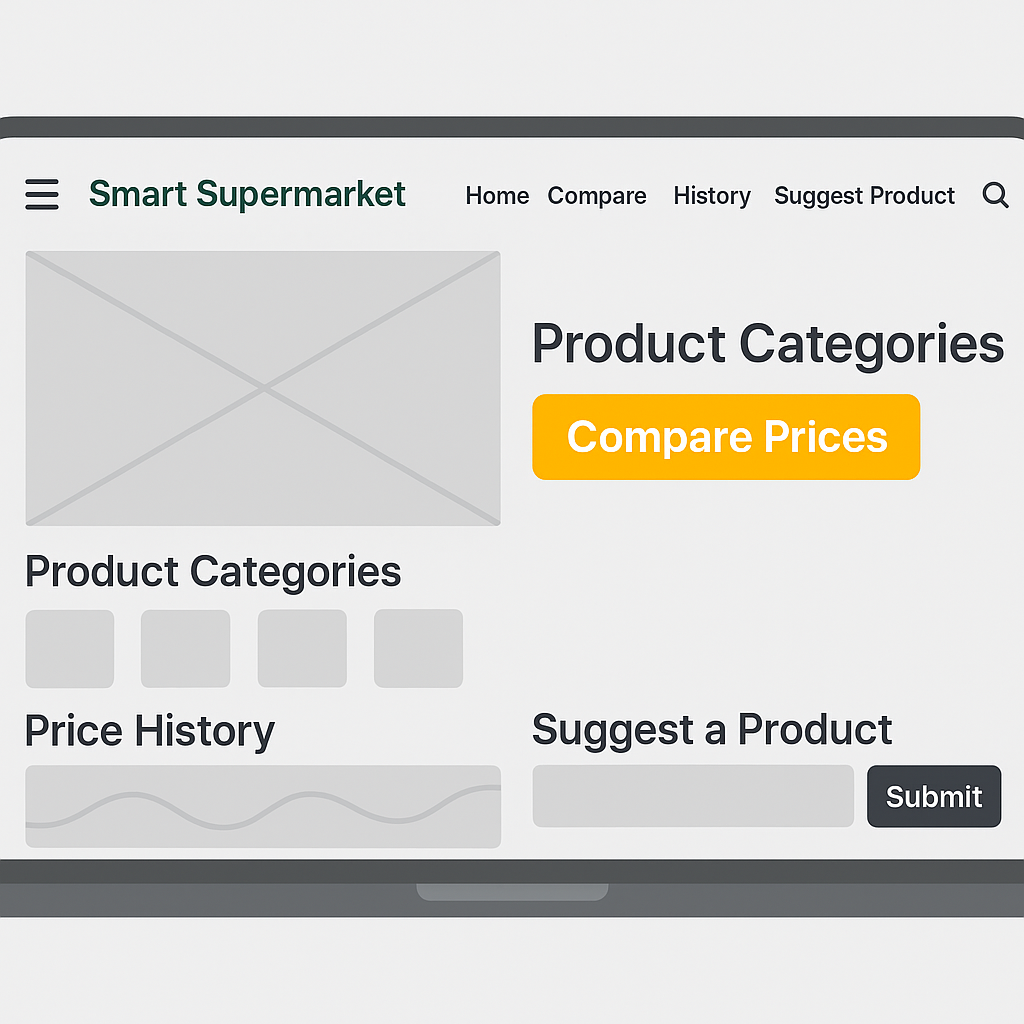 Smart Supermarket
Home Compare History Suggest Product
Product Categories
Compare Prices
Product Categories
Price History
Suggest a Product
Submit